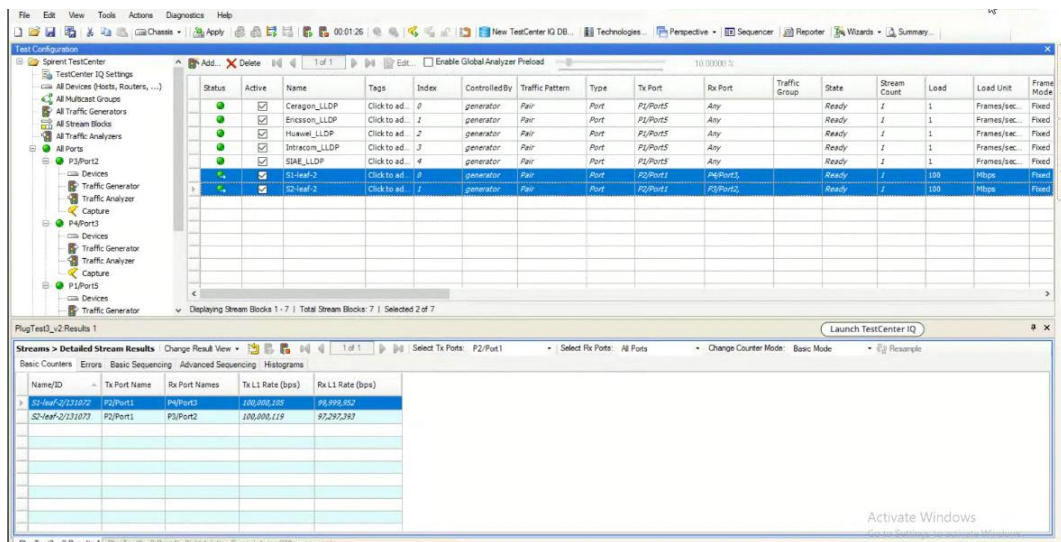 File Edit View Tools Actions Diagnostics Help
Chassis Apply 00:01:26 New TestCenter IQ DB... Technologies... Perspective Sequencer Reporter Wizards Summary...
Test Configuration
Spirent TestCenter
TestCenter IQ Settings
All Devices (Hosts, Routers, ...)
All Multicast Groups
All Traffic Generators
All Stream Blocks
All Traffic Analyzers
All Ports
P3/Port2
Devices
Traffic Generator
Traffic Analyzer
Capture
P4/Port3
Devices
Traffic Generator
Traffic Analyzer
Capture
P1/Port5
Devices
Traffic Generator
Add... Delete 1 of 1 Edit... Enable Global Analyzer Preload 10.00000 %
Status Active Name Tags Index ControlledBy Traffic Pattern Type Tx Port Rx Port Traffic Group State Stream Count Load Load Unit Frame Mode
Ceragon_LLDP Click to ad... 0 generator Pair Port P1/Port5 Any Ready 1 1 Frames/sec... Fixed
Ericsson_LLDP Click to ad... 1 generator Pair Port P1/Port5 Any Ready 1 1 Frames/sec... Fixed
Huawei_LLDP Click to ad... 2 generator Pair Port P1/Port5 Any Ready 1 1 Frames/sec... Fixed
Intracom_LLDP Click to ad... 3 generator Pair Port P1/Port5 Any Ready 1 1 Frames/sec... Fixed
SIAE_LLDP Click to ad... 4 generator Pair Port P1/Port5 Any Ready 1 1 Frames/sec... Fixed
S1-leaf-2 Click to ad... 0 generator Pair Port P2/Port1 P4/Port3, Ready 1 100 Mbps Fixed
S2-leaf-2 Click to ad... 1 generator Pair Port P2/Port1 P3/Port2, Ready 1 100 Mbps Fixed
Displaying Stream Blocks 1 - 7 | Total Stream Blocks: 7 | Selected 2 of 7
PlugTest3_v2:Results 1 Launch TestCenter IQ
Streams > Detailed Stream Results Change Result View 1 of 1 Select Tx Ports: P2/Port1 Select Rx Ports: All Ports Change Counter Mode: Basic Mode Resample
Basic Counters Errors Basic Sequencing Advanced Sequencing Histograms
Name/ID Tx Port Name Rx Port Names Tx L1 Rate (bps) Rx L1 Rate (bps)
S1-leaf-2/131072 P2/Port1 P4/Port3 100,000,105 99,999,952
S2-leaf-2/131073 P2/Port1 P3/Port2 100,000,119 97,297,393
Activate Windows
Go to Settings to activate Windows.